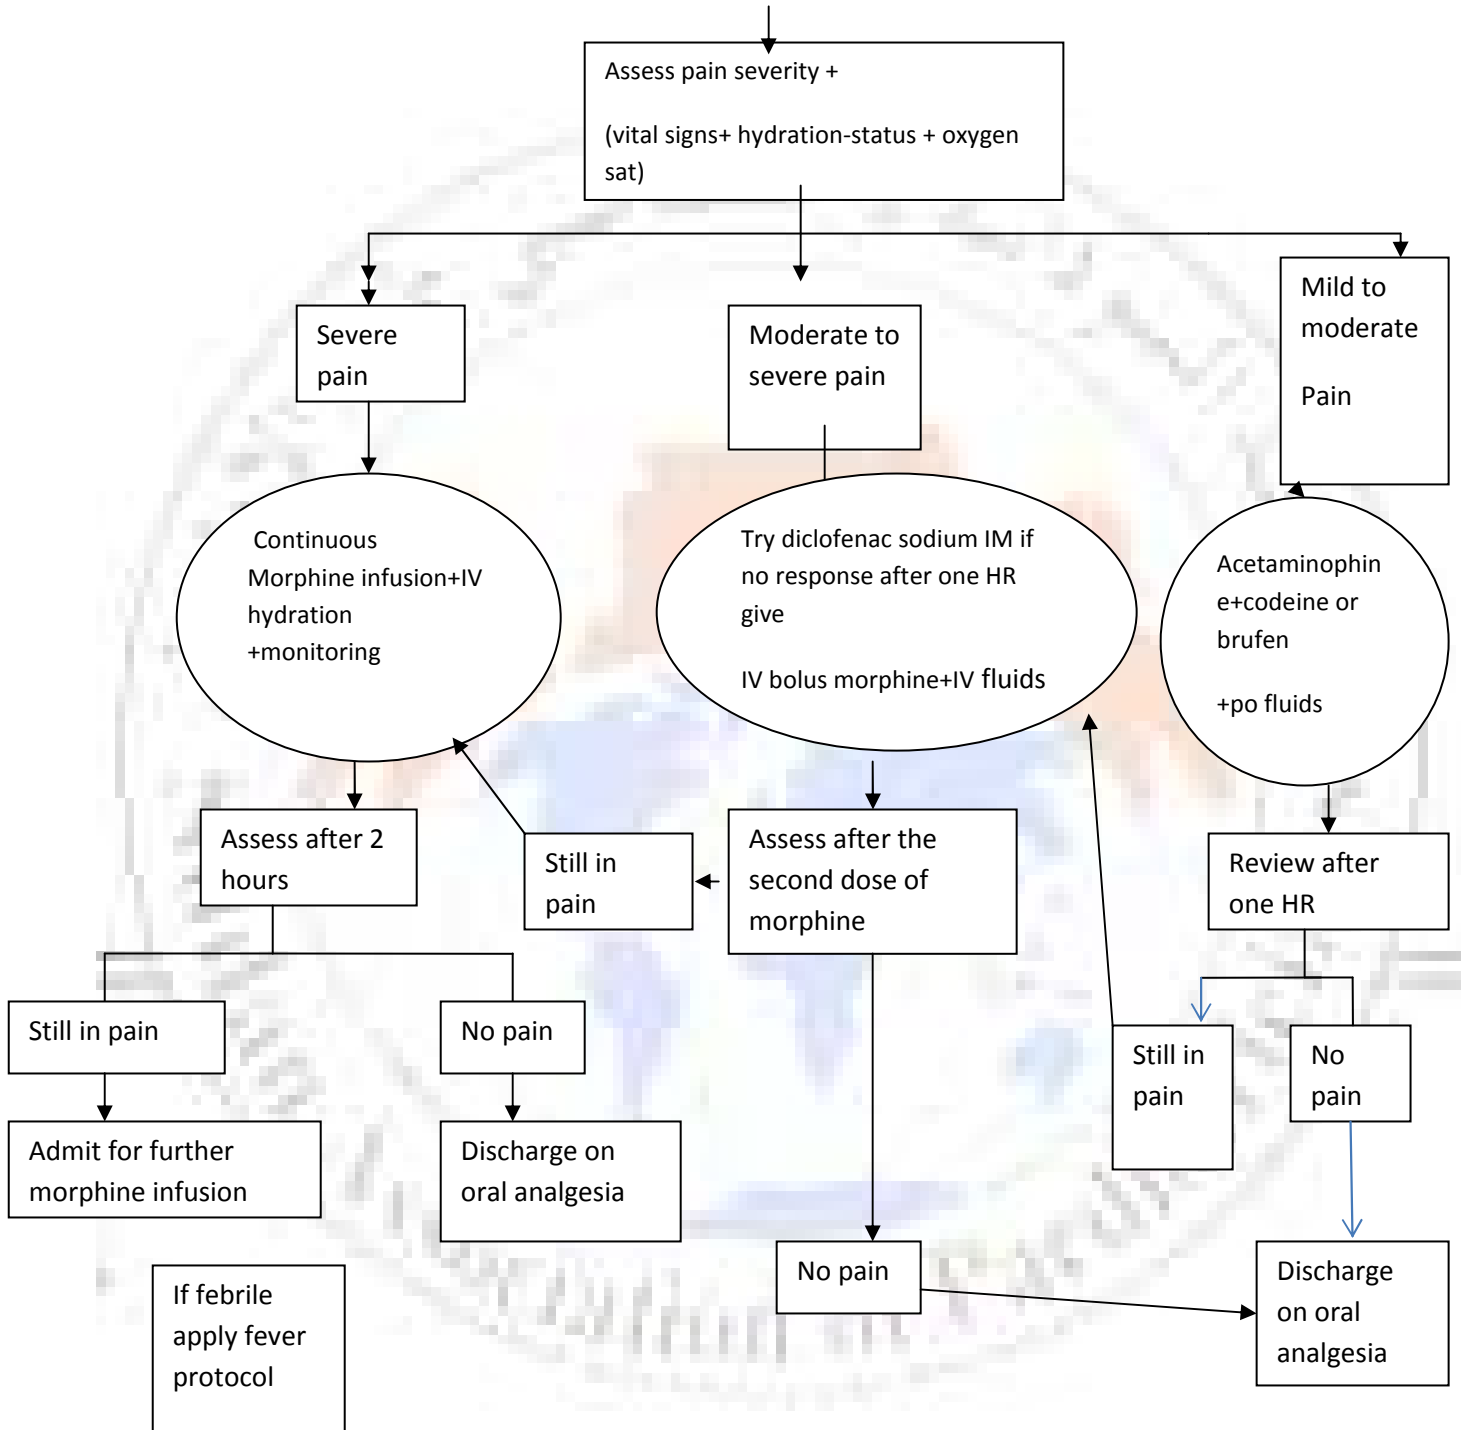 Assess pain severity +
(vital signs+ hydration-status + oxygen
sat)
Severe
pain
Moderate to
severe pain
Mild to
moderate
Pain
Continuous
Morphine infusion+IV
hydration
+monitoring
Try diclofenac sodium IM if
no response after one HR
give
IV bolus morphine+IV fluids
Acetaminophin
e+codeine or
brufen
+po fluids
Assess after 2
hours
Still in
pain
Assess after the
second dose of
morphine
Review after
one HR
Still in pain
No pain
Still in
pain
No
pain
Admit for further
morphine infusion
Discharge on
oral analgesia
No pain
Discharge
on oral
analgesia
If febrile
apply fever
protocol